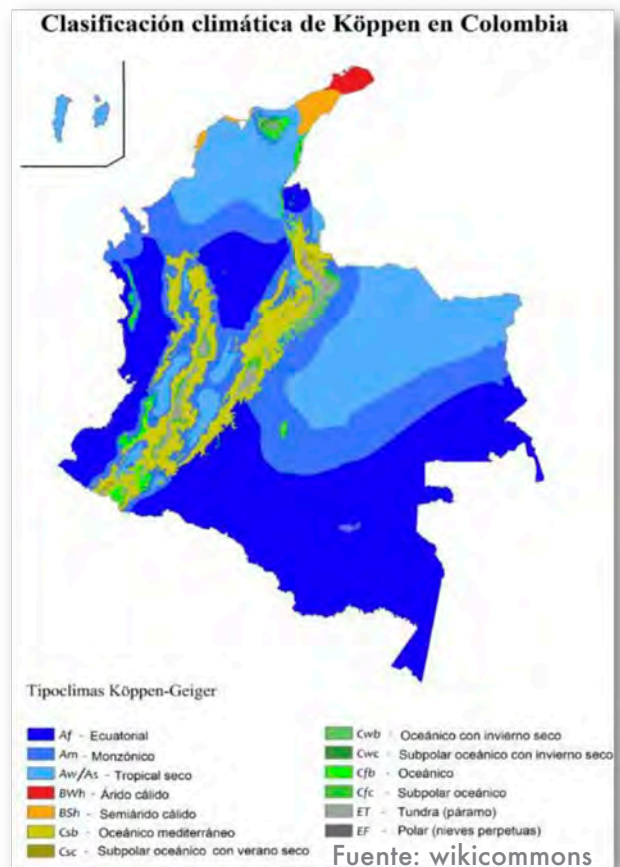 Clasificación climática de Köppen en Colombia
Tipoclimas Köppen-Geiger
Af - Ecuatorial
Am - Monzónico
Aw/As - Tropical seco
BWh - Árido cálido
BSh - Semiárido cálido
Csb - Oceánico mediterráneo
Csc - Subpolar oceánico con verano seco
Cwb - Oceánico con invierno seco
Cwc - Subpolar oceánico con invierno seco
Cfb - Oceánico
Cfc - Subpolar oceánico
ET - Tundra (páramo)
EF - Polar (nieves perpetuas)
Fuente: wikicommons